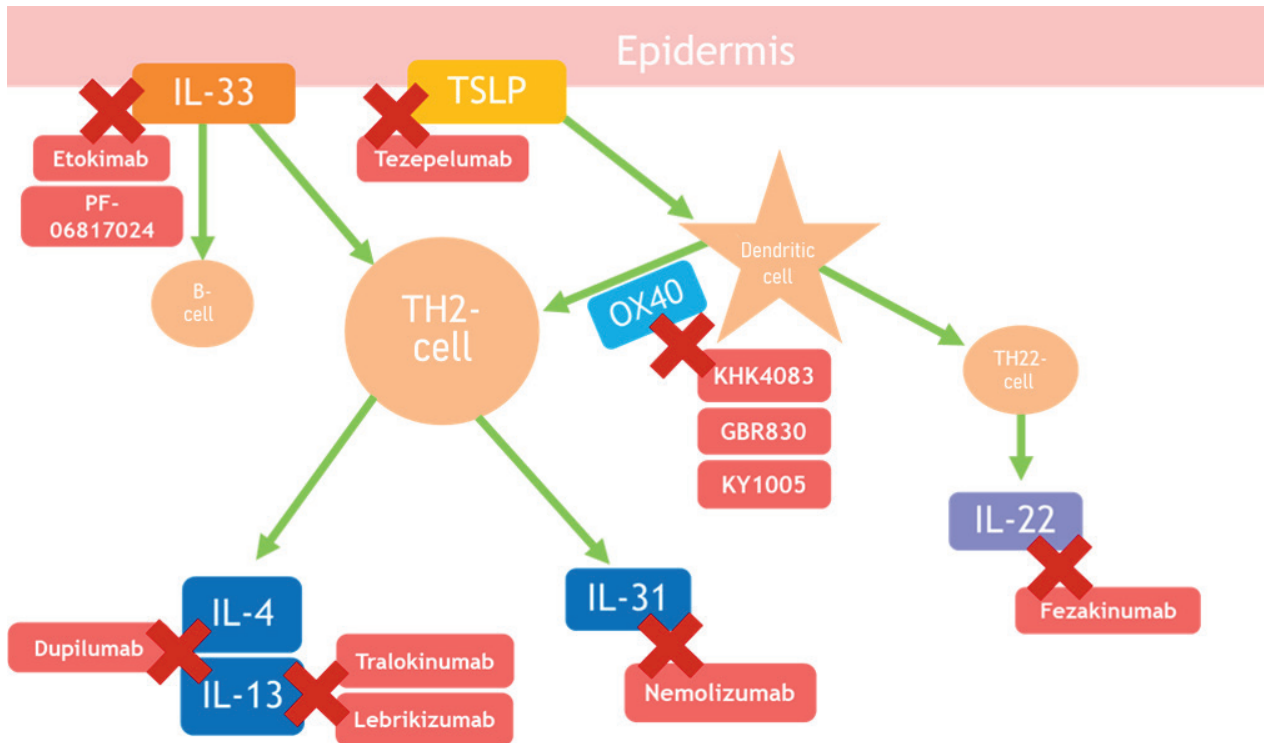 Epidermis
IL-33
TSLP
Etokimab
PF-
06817024
Tezepelumab
B-
cell
TH2-
cell
Dendritic
cell
OX40
KHK4083
GBR830
KY1005
TH22-
cell
IL-22
Fezakinumab
IL-4
IL-13
Dupilumab
Tralokinumab
Lebrikizumab
IL-31
Nemolizumab